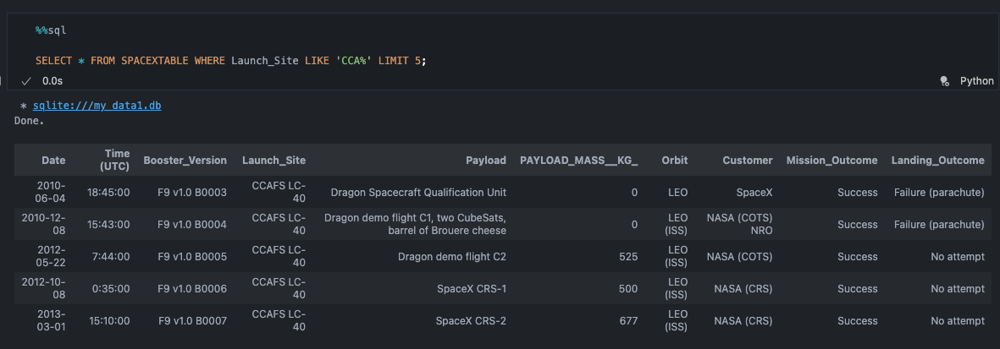 %%sql
SELECT * FROM SPACEXTABLE WHERE Launch_Site LIKE 'CCA%' LIMIT 5;
0.0s Python
* sqlite:///my_data1.db
Done.
Date Time (UTC) Booster_Version Launch_Site Payload PAYLOAD_MASS__KG_ Orbit Customer Mission_Outcome Landing_Outcome
2010-06-04 18:45:00 F9 v1.0 B0003 CCAFS LC-40 Dragon Spacecraft Qualification Unit 0 LEO SpaceX Success Failure (parachute)
2010-12-08 15:43:00 F9 v1.0 B0004 CCAFS LC-40 Dragon demo flight C1, two CubeSats, barrel of Brouere cheese 0 LEO (ISS) NASA (COTS) NRO Success Failure (parachute)
2012-05-22 7:44:00 F9 v1.0 B0005 CCAFS LC-40 Dragon demo flight C2 525 LEO (ISS) NASA (COTS) Success No attempt
2012-10-08 0:35:00 F9 v1.0 B0006 CCAFS LC-40 SpaceX CRS-1 500 LEO (ISS) NASA (CRS) Success No attempt
2013-03-01 15:10:00 F9 v1.0 B0007 CCAFS LC-40 SpaceX CRS-2 677 LEO (ISS) NASA (CRS) Success No attempt